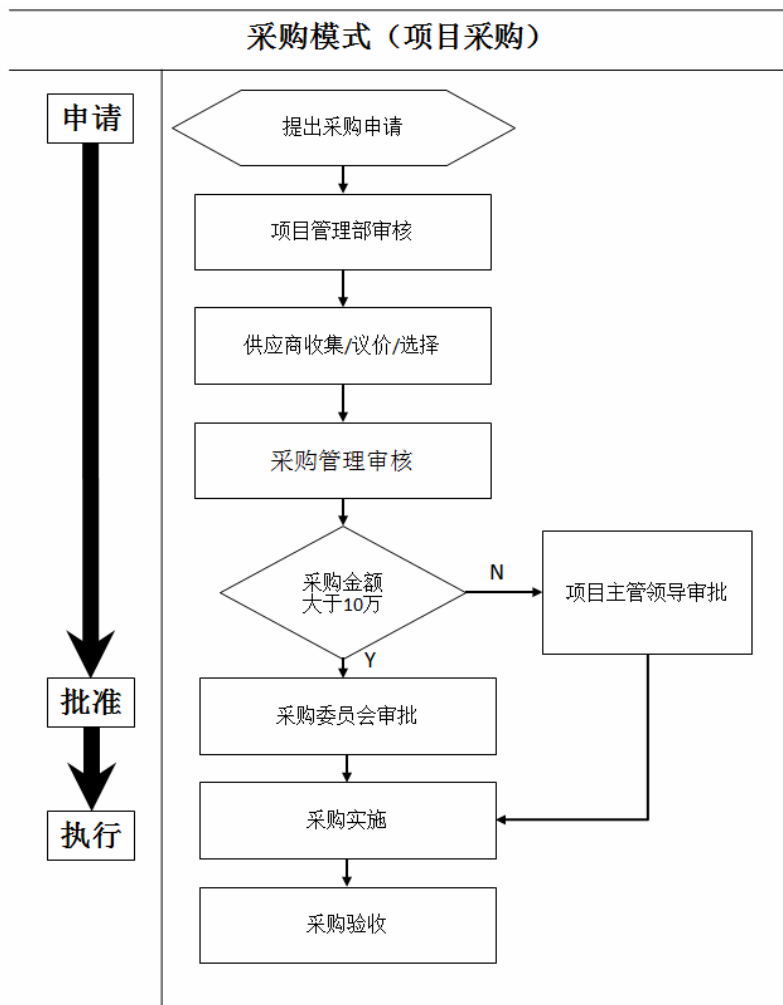 采购模式（项目采购）
申请
提出采购申请
项目管理部审核
供应商收集/议价/选择
采购管理审核
采购金额
大于10万
N
项目主管领导审批
Y
批准
采购委员会审批
采购实施
执行
采购验收